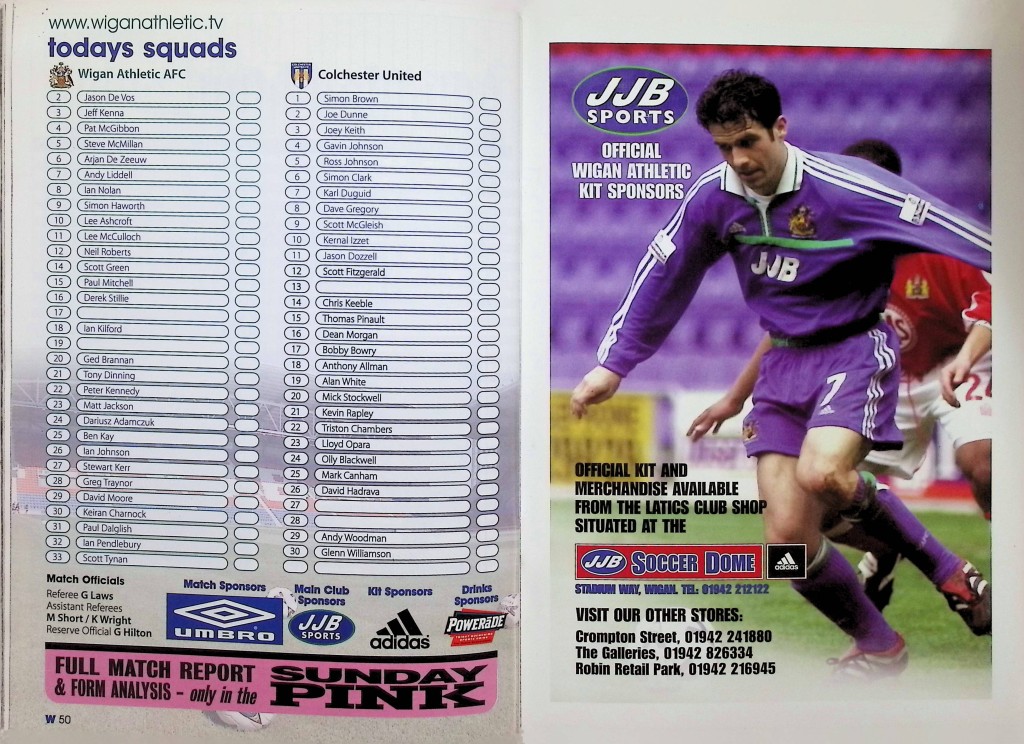 www.wiganathletic.tv
todays squads
Wigan Athletic AFC
2 Jason De Vos
3 Jeff Kenna
4 Pat McGibbon
5 Steve McMillan
6 Arjan De Zeeuw
7 Andy Liddell
8 Ian Nolan
9 Simon Haworth
10 Lee Ashcroft
11 Lee McCulloch
12 Neil Roberts
14 Scott Green
15 Paul Mitchell
16 Derek Stillie
17
18 Ian Kilford
19
20 Ged Brannan
21 Tony Dinning
22 Peter Kennedy
23 Matt Jackson
24 Dariusz Adamczuk
25 Ben Kay
26 Ian Johnson
27 Stewart Kerr
28 Greg Traynor
29 David Moore
30 Keiran Charnock
31 Paul Dalglish
32 Ian Pendlebury
33 Scott Tynan
Colchester United
1 Simon Brown
2 Joe Dunne
3 Joey Keith
4 Gavin Johnson
5 Ross Johnson
6 Simon Clark
7 Karl Duguid
8 Dave Gregory
9 Scott McGleish
10 Kernal Izzet
11 Jason Dozzell
12 Scott Fitzgerald
13
14 Chris Keeble
15 Thomas Pinault
16 Dean Morgan
17 Bobby Bowry
18 Anthony Allman
19 Alan White
20 Mick Stockwell
21 Kevin Rapley
22 Triston Chambers
23 Lloyd Opara
24 Olly Blackwell
25 Mark Canham
26 David Hadrava
27
28
29 Andy Woodman
30 Glenn Williamson
Match Officials
Referee G Laws
Assistant Referees
M Short / K Wright
Reserve Official G Hilton
Match Sponsors
UMBRO
Main Club
Sponsors
JJB
SPORTS
Kit Sponsors
adidas
Drinks
Sponsors
POWERaDE
FULL MATCH REPORT
& FORM ANALYSIS – only in the
SUNDAY
PINK
W 50
JJB
SPORTS
OFFICIAL
WIGAN ATHLETIC
KIT SPONSORS
JJB
7
2
OFFICIAL KIT AND
MERCHANDISE AVAILABLE
FROM THE LATICS CLUB SHOP
SITUATED AT THE
JJB SOCCER DOME
adidas
STADIUM WAY, WIGAN. TEL: 01942 212122
VISIT OUR OTHER STORES:
Crompton Street, 01942 241880
The Galleries, 01942 826334
Robin Retail Park, 01942 216945